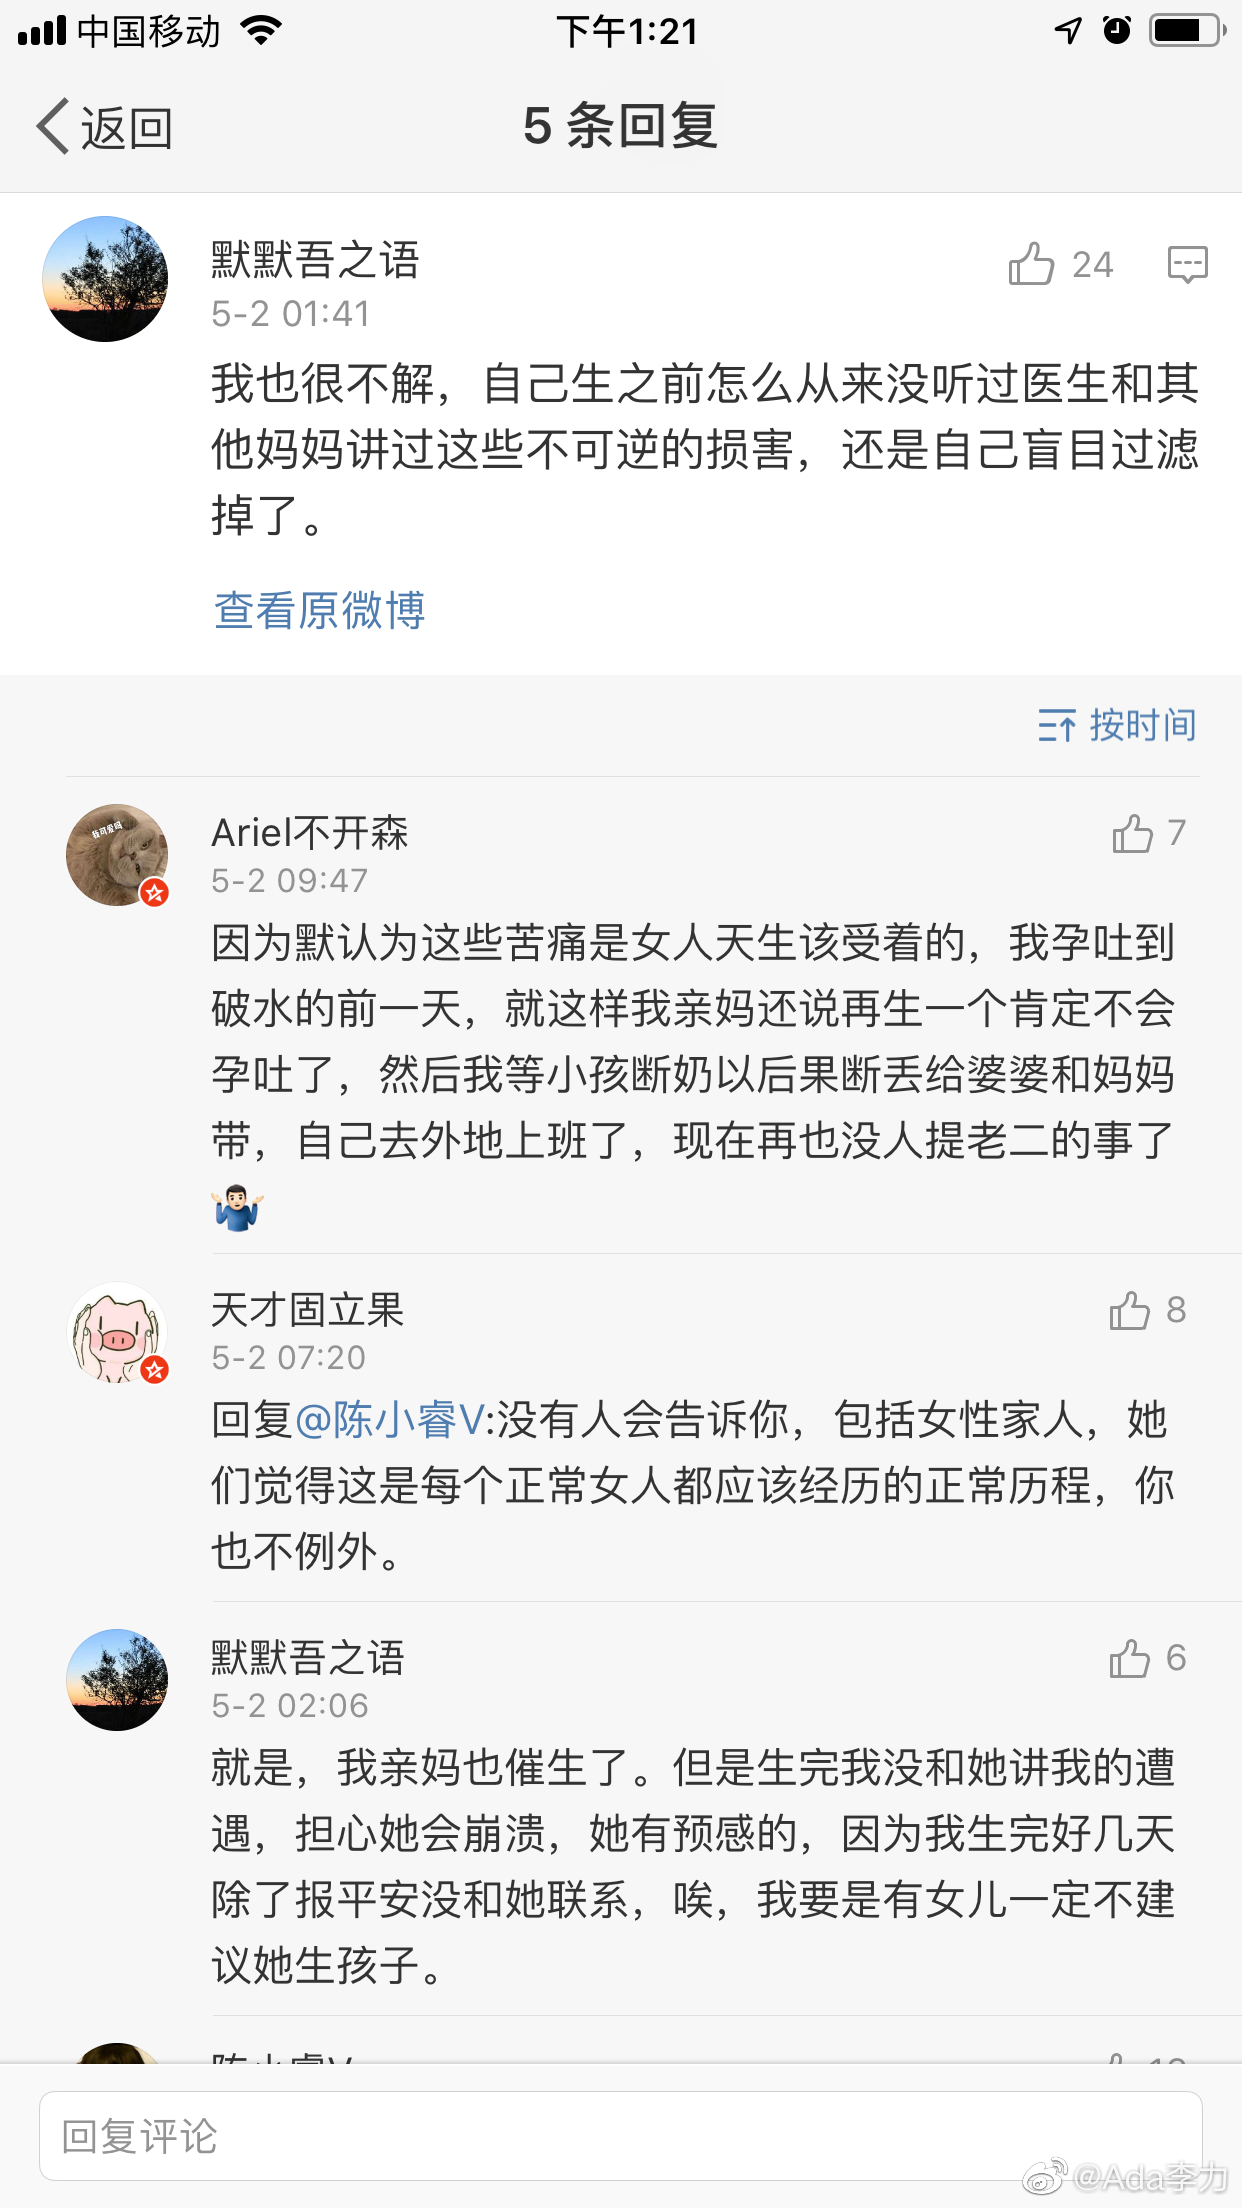 中国移动
下午1:21
返回
5 条回复
默默吾之语
24
5-2 01:41
我也很不解，自己生之前怎么从来没听过医生和其
他妈妈讲过这些不可逆的损害，还是自己盲目过滤
掉了。
查看原微博
按时间
我可爱吗
Ariel不开森
7
5-2 09:47
因为默认为这些苦痛是女人天生该受着的，我孕吐到
破水的前一天，就这样我亲妈还说再生一个肯定不会
孕吐了，然后我等小孩断奶以后果断丢给婆婆和妈妈
带，自己去外地上班了，现在再也没人提老二的事了
🤷🏻‍♂️
天才固立果
8
5-2 07:20
回复@陈小睿V:没有人会告诉你，包括女性家人，她
们觉得这是每个正常女人都应该经历的正常历程，你
也不例外。
默默吾之语
6
5-2 02:06
就是，我亲妈也催生了。但是生完我没和她讲我的遭
遇，担心她会崩溃，她有预感的，因为我生完好几天
除了报平安没和她联系，唉，我要是有女儿一定不建
议她生孩子。
陈小睿V
回复评论
@Ada李力